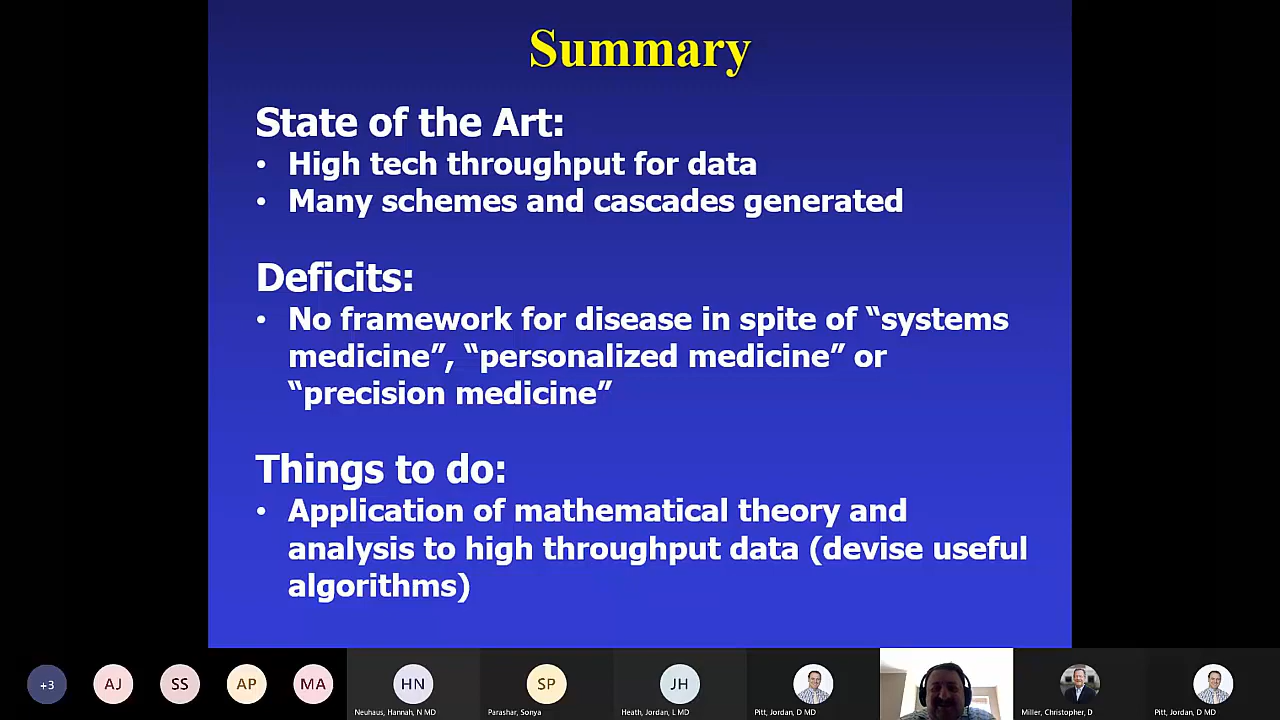 Summary
State of the Art:
• High tech throughput for data
• Many schemes and cascades generated
Deficits:
• No framework for disease in spite of “systems
medicine”, “personalized medicine” or
“precision medicine”
Things to do:
• Application of mathematical theory and
analysis to high throughput data (devise useful
algorithms)
+3 AJ SS AP MA HN SP JH
Neuhaus, Hannah, N MD Parashar, Sonya Heath, Jordan, L MD Pitt, Jordan, D MD Miller, Christopher, D Pitt, Jordan, D MD